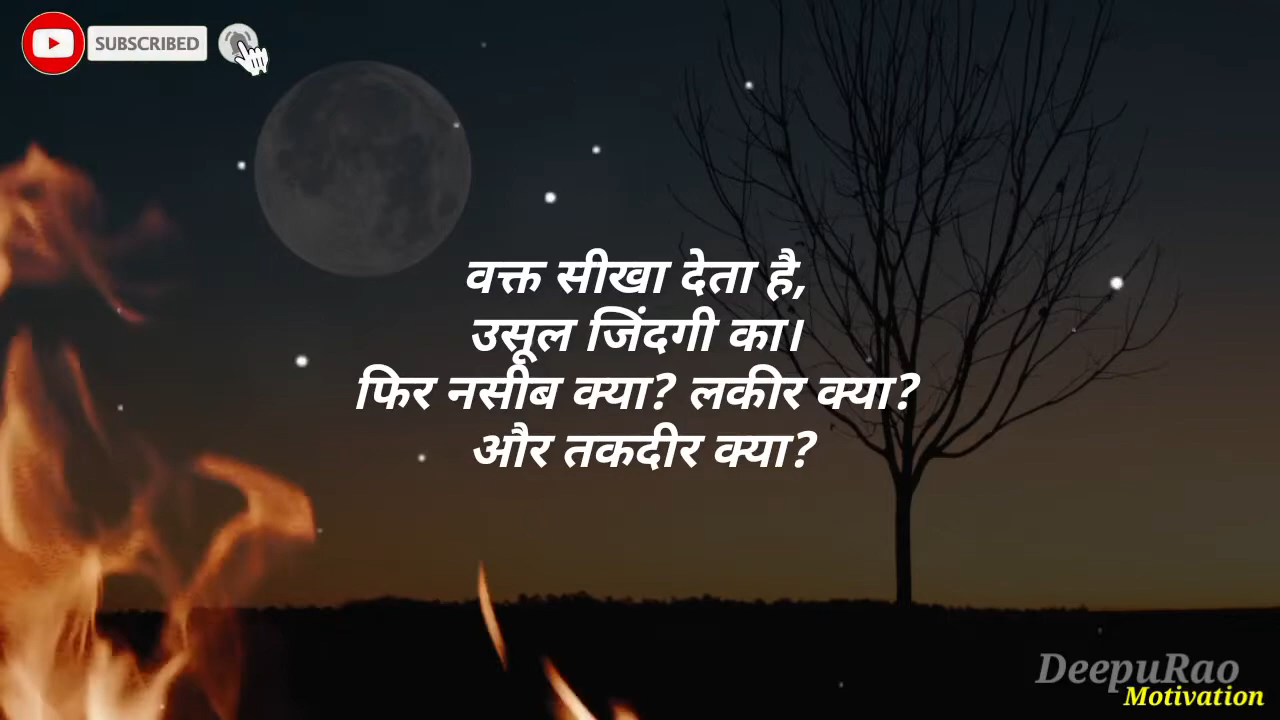 SUBSCRIBED
वक्त सीखा देता है,
उसूल जिंदगी का।
फिर नसीब क्या? लकीर क्या?
और तकदीर क्या?
DeepuRao
Motivation